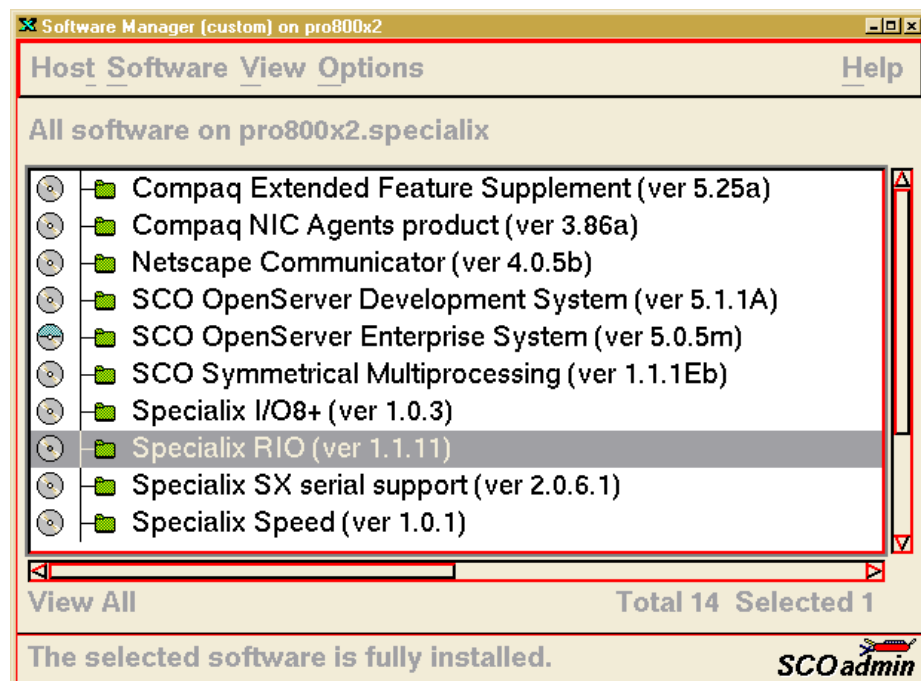 Software Manager (custom) on pro800x2
Host Software View Options Help
All software on pro800x2.specialix
Compaq Extended Feature Supplement (ver 5.25a)
Compaq NIC Agents product (ver 3.86a)
Netscape Communicator (ver 4.0.5b)
SCO OpenServer Development System (ver 5.1.1A)
SCO OpenServer Enterprise System (ver 5.0.5m)
SCO Symmetrical Multiprocessing (ver 1.1.1Eb)
Specialix I/O8+ (ver 1.0.3)
Specialix RIO (ver 1.1.11)
Specialix SX serial support (ver 2.0.6.1)
Specialix Speed (ver 1.0.1)
View All Total 14 Selected 1
The selected software is fully installed. SCOadmin